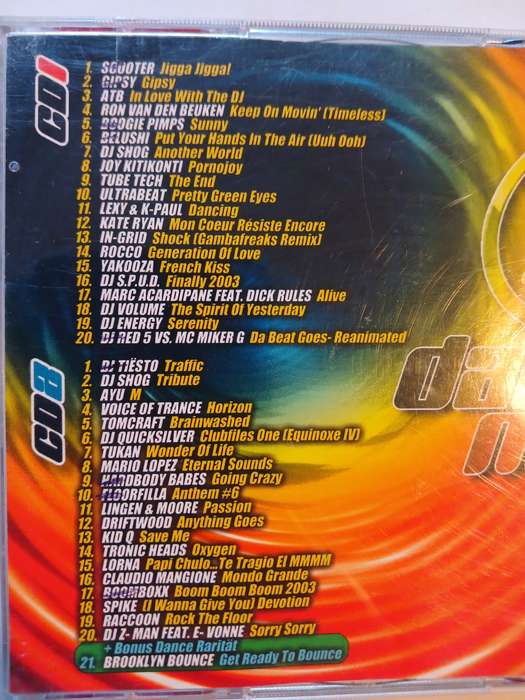 CD1
1. SCOOTER Jigga Jigga!
2. GIPSY Gipsy
3. ATB In Love With The DJ
4. RON VAN DEN BEUKEN Keep On Movin' (Timeless)
5. BOOGIE PIMPS Sunny
6. BELUSHI Put Your Hands In The Air (Uuh Ooh)
7. DJ SHOG Another World
8. JOY KITIKONTI Pornojoy
9. TUBE TECH The End
10. ULTRABEAT Pretty Green Eyes
11. LEXY & K-PAUL Dancing
12. KATE RYAN Mon Coeur Résiste Encore
13. IN-GRID Shock (Gambafreaks Remix)
14. ROCCO Generation Of Love
15. YAKOOZA French Kiss
16. DJ S.P.U.D. Finally 2003
17. MARC ACARDIPANE FEAT. DICK RULES Alive
18. DJ VOLUME The Spirit Of Yesterday
19. DJ ENERGY Serenity
20. DJ RED 5 VS. MC MIKER G Da Beat Goes- Reanimated
CD2
1. DJ TIËSTO Traffic
2. DJ SHOG Tribute
3. AYU M
4. VOICE OF TRANCE Horizon
5. TOMCRAFT Brainwashed
6. DJ QUICKSILVER Clubfiles One (Equinoxe IV)
7. TUKAN Wonder Of Life
8. MARIO LOPEZ Eternal Sounds
9. HARDBODY BABES Going Crazy
10. FLOORFILLA Anthem #6
11. LINGEN & MOORE Passion
12. DRIFTWOOD Anything Goes
13. KID Q Save Me
14. TRONIC HEADS Oxygen
15. LORNA Papi Chulo...Te Tragio El MMMM
16. CLAUDIO MANGIONE Mondo Grande
17. BOOMBOXX Boom Boom Boom 2003
18. SPIKE (I Wanna Give You) Devotion
19. RACCOON Rock The Floor
20. DJ Z- MAN FEAT. E- VONNE Sorry Sorry
+ Bonus Dance Rarität
21. BROOKLYN BOUNCE Get Ready To Bounce